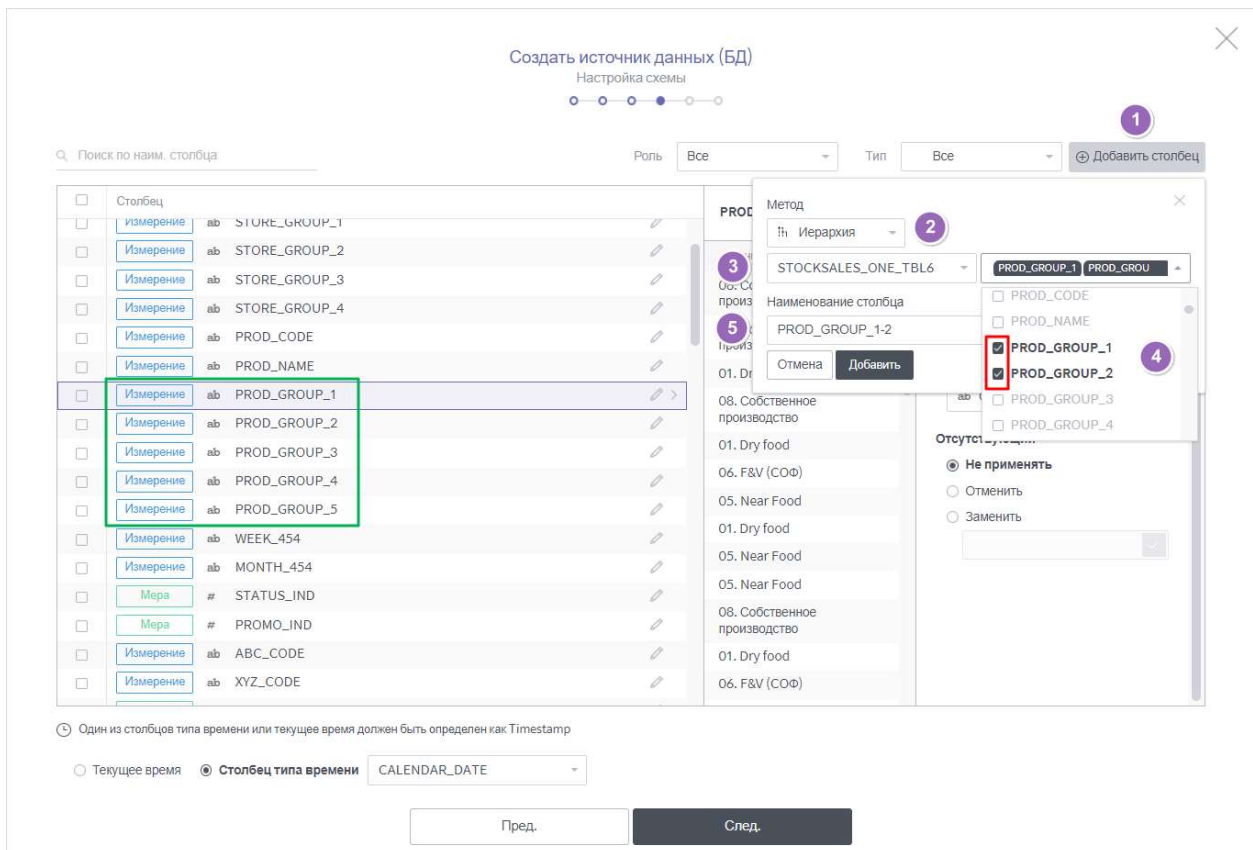 Создать источник данных (БД)
Настройка схемы
1
Поиск по наим. столбца
Роль
Все
Тип
Все
Добавить столбец
Столбец
Измерение ab STORE_GROUP_1
Измерение ab STORE_GROUP_2
Измерение ab STORE_GROUP_3
Измерение ab STORE_GROUP_4
Измерение ab PROD_CODE
Измерение ab PROD_NAME
Измерение ab PROD_GROUP_1
Измерение ab PROD_GROUP_2
Измерение ab PROD_GROUP_3
Измерение ab PROD_GROUP_4
Измерение ab PROD_GROUP_5
Измерение ab WEEK_454
Измерение ab MONTH_454
Мера # STATUS_IND
Мера # PROMO_IND
Измерение ab ABC_CODE
Измерение ab XYZ_CODE
PROD
произ
01. Dr
08. Собственное
производство
01. Dry food
06. F&V (СОФ)
05. Near Food
01. Dry food
05. Near Food
05. Near Food
08. Собственное
производство
01. Dry food
06. F&V (СОФ)
Метод
Иерархия
2
3
STOCKSALES_ONE_TBL6
PROD_GROUP_1 PROD_GROU
Наименование столбца
5
PROD_GROUP_1-2
Отмена Добавить
PROD_CODE
PROD_NAME
PROD_GROUP_1
4
PROD_GROUP_2
PROD_GROUP_3
PROD_GROUP_4
ab
Не применять
Отменить
Заменить
Один из столбцов типа времени или текущее время должен быть определен как Timestamp
Текущее время Столбец типа времени CALENDAR_DATE
Пред. След.